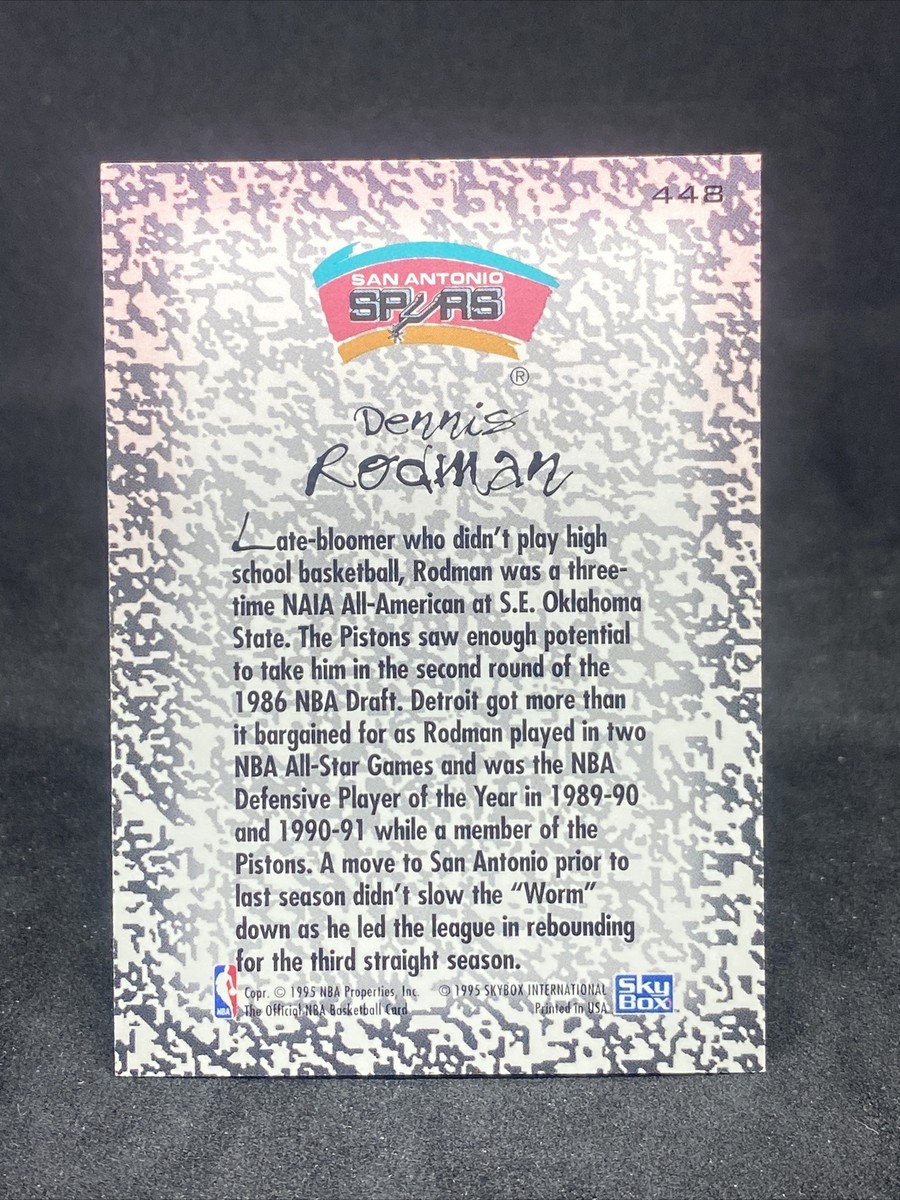 448
SAN ANTONIO
SPURS
®
Dennis
Rodman
Late-bloomer who didn't play high
school basketball, Rodman was a three-
time NAIA All-American at S.E. Oklahoma
State. The Pistons saw enough potential
to take him in the second round of the
1986 NBA Draft. Detroit got more than
it bargained for as Rodman played in two
NBA All-Star Games and was the NBA
Defensive Player of the Year in 1989-90
and 1990-91 while a member of the
Pistons. A move to San Antonio prior to
last season didn't slow the "Worm"
down as he led the league in rebounding
for the third straight season.
Copr. © 1995 NBA Properties, Inc. © 1995 SKYBOX INTERNATIONAL
The Official NBA Basketball Card Printed in USA
NBA
Sky
Box™